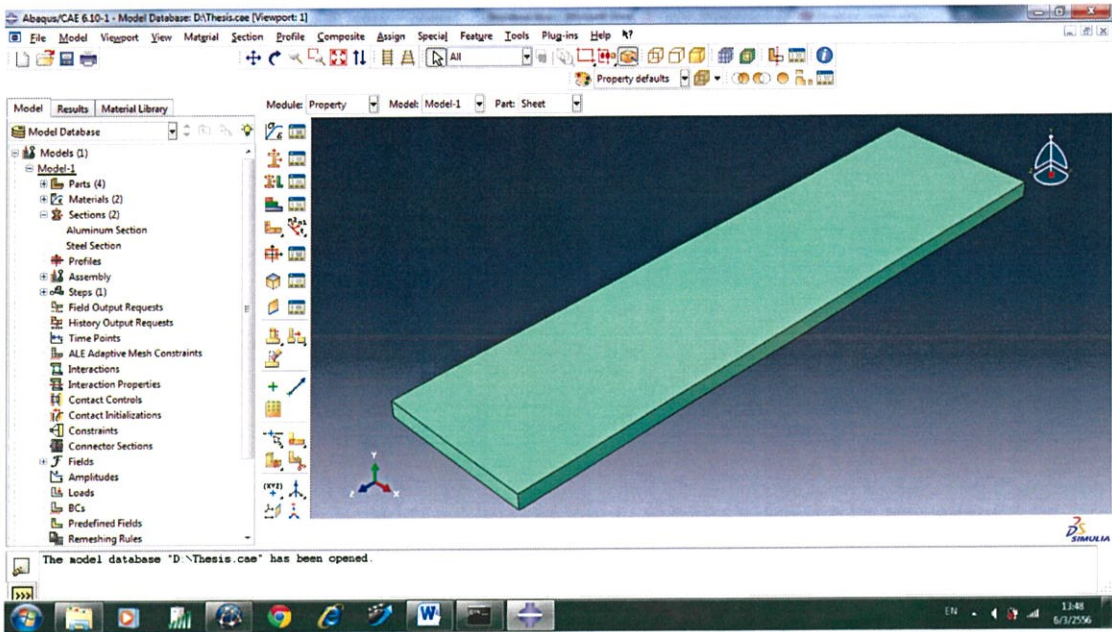 Abaqus/CAE 6.10-1 - Model Database: D:\Thesis.cae [Viewport: 1]
File Model Viewport View Material Section Profile Composite Assign Special Feature Tools Plug-ins Help
All
Property defaults
Model Results Material Library
Module: Property Model: Model-1 Part: Sheet
Model Database
Models (1)
Model-1
Parts (4)
Materials (2)
Sections (2)
Aluminum Section
Steel Section
Profiles
Assembly
Steps (1)
Field Output Requests
History Output Requests
Time Points
ALE Adaptive Mesh Constraints
Interactions
Interaction Properties
Contact Controls
Contact Initializations
Constraints
Connector Sections
Fields
Amplitudes
Loads
BCs
Predefined Fields
Remeshing Rules
(XYZ)
Y
Z X
SIMULIA
The model database "D:\Thesis.cae" has been opened.
>>>
W
EN
13:48
6/3/2556